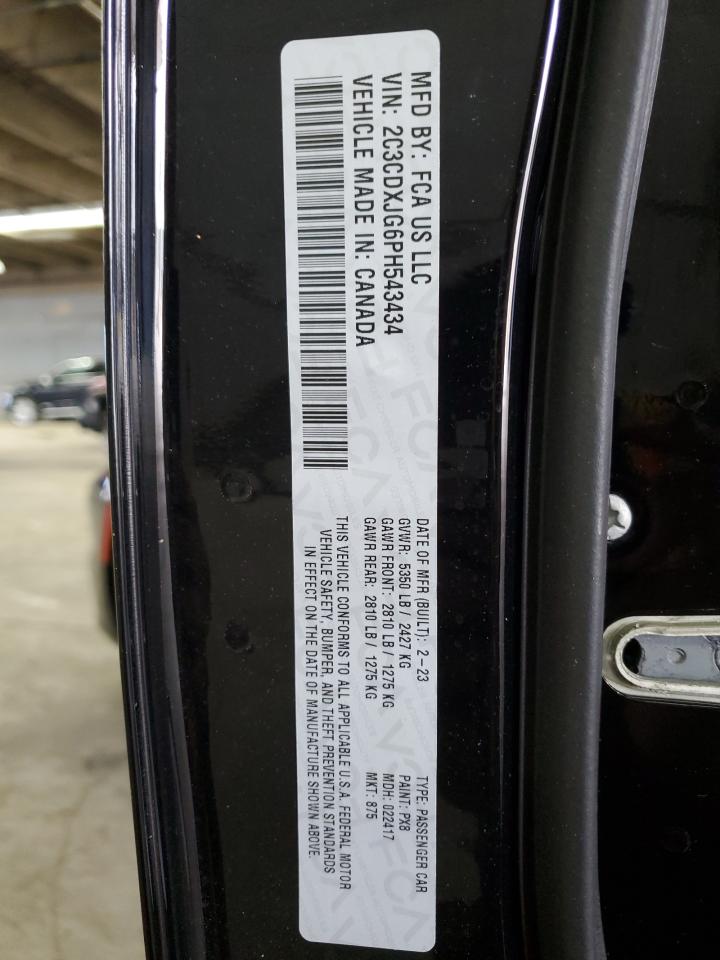 MFD BY: FCA US LLC
VIN: 2C3CDXJG6PH543434
VEHICLE MADE IN: CANADA
DATE OF MFR (BUILT): 2-23
GVWR: 5350 LB / 2427 KG
GAWR FRONT: 2810 LB / 1275 KG
GAWR REAR: 2810 LB / 1275 KG
TYPE: PASSENGER CAR
PAINT: PX8
MDH: 022417
MKT: 875
THIS VEHICLE CONFORMS TO ALL APPLICABLE U.S.A. FEDERAL MOTOR
VEHICLE SAFETY, BUMPER, AND THEFT PREVENTION STANDARDS
IN EFFECT ON THE DATE OF MANUFACTURE SHOWN ABOVE.